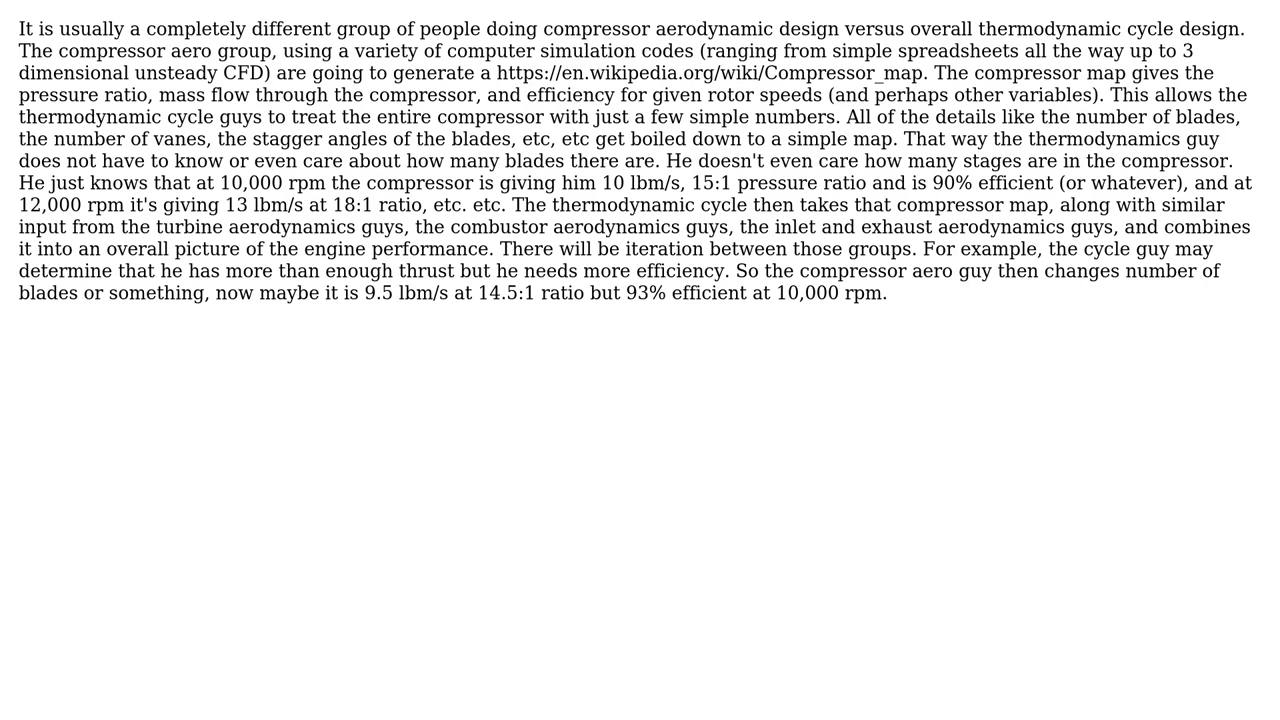 It is usually a completely different group of people doing compressor aerodynamic design versus overall thermodynamic cycle design.
The compressor aero group, using a variety of computer simulation codes (ranging from simple spreadsheets all the way up to 3
dimensional unsteady CFD) are going to generate a https://en.wikipedia.org/wiki/Compressor_map. The compressor map gives the
pressure ratio, mass flow through the compressor, and efficiency for given rotor speeds (and perhaps other variables). This allows the
thermodynamic cycle guys to treat the entire compressor with just a few simple numbers. All of the details like the number of blades,
the number of vanes, the stagger angles of the blades, etc, etc get boiled down to a simple map. That way the thermodynamics guy
does not have to know or even care about how many blades there are. He doesn't even care how many stages are in the compressor.
He just knows that at 10,000 rpm the compressor is giving him 10 lbm/s, 15:1 pressure ratio and is 90% efficient (or whatever), and at
12,000 rpm it's giving 13 lbm/s at 18:1 ratio, etc. etc. The thermodynamic cycle then takes that compressor map, along with similar
input from the turbine aerodynamics guys, the combustor aerodynamics guys, the inlet and exhaust aerodynamics guys, and combines
it into an overall picture of the engine performance. There will be iteration between those groups. For example, the cycle guy may
determine that he has more than enough thrust but he needs more efficiency. So the compressor aero guy then changes number of
blades or something, now maybe it is 9.5 lbm/s at 14.5:1 ratio but 93% efficient at 10,000 rpm.